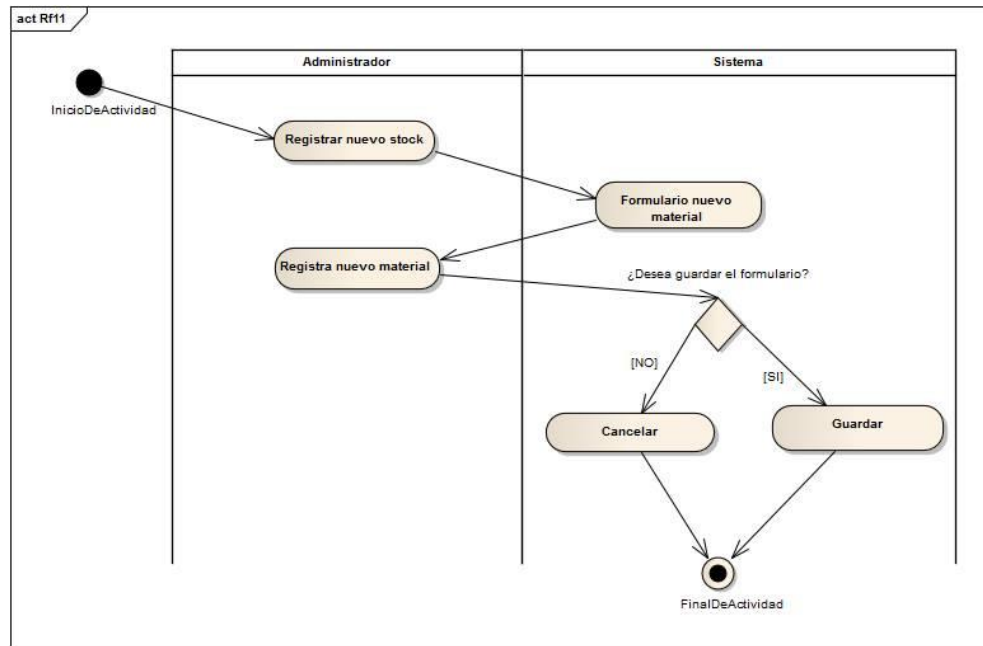 act Rf11
Administrador
Sistema
InicioDeActividad
Registrar nuevo stock
Formulario nuevo
material
Registra nuevo material
¿Desea guardar el formulario?
[NO]
[SI]
Cancelar
Guardar
FinalDeActividad